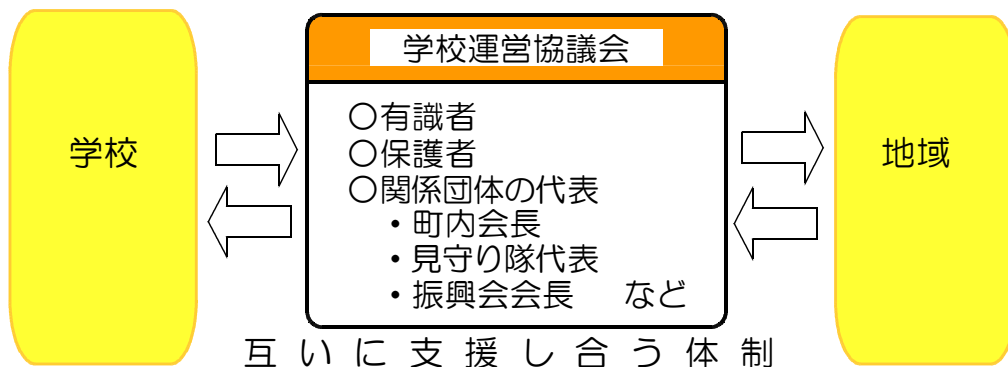 学校運営協議会
学校
○有識者
○保護者
○関係団体の代表
・町内会長
・見守り隊代表
・振興会会長　など
地域
互いに支援し合う体制